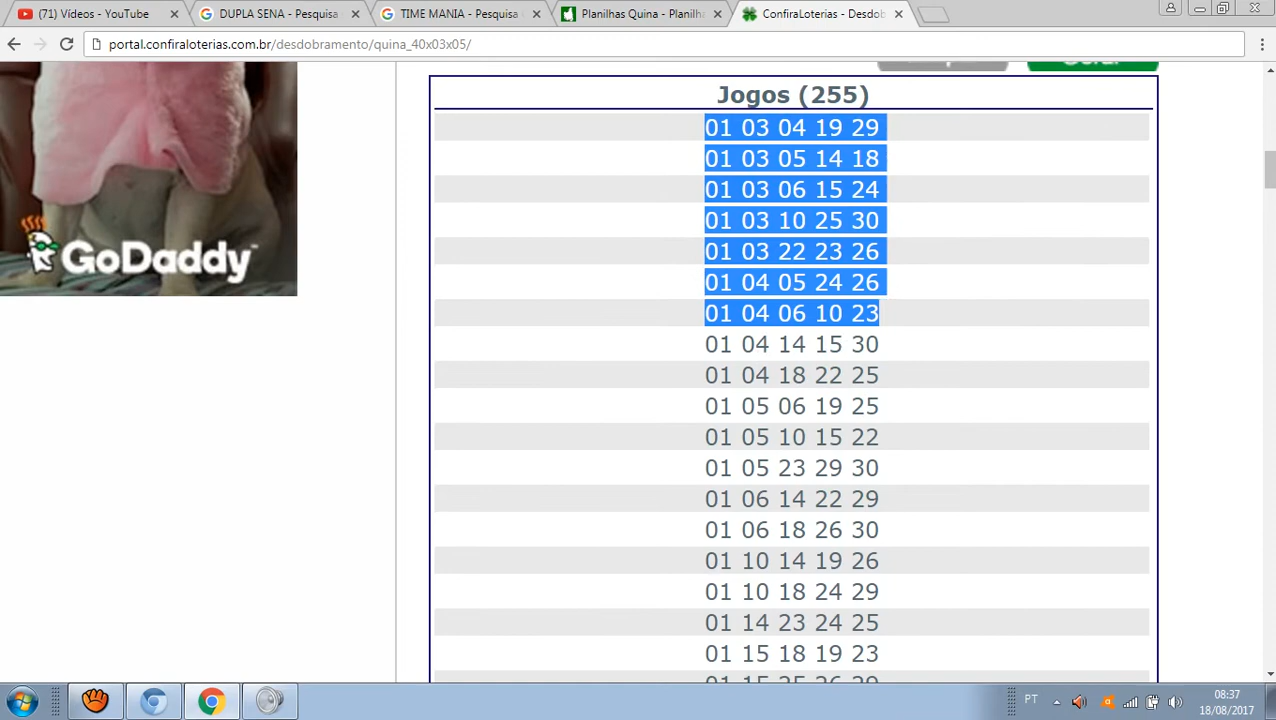 (71) Vídeos - YouTube
DUPLA SENA - Pesquisa
TIME MANIA - Pesquisa
Planilhas Quina - Planilh
ConfiraLoterias - Desdob
portal.confiraloterias.com.br/desdobramento/quina_40x03x05/
GoDaddy
Jogos (255)
01 03 04 19 29
01 03 05 14 18
01 03 06 15 24
01 03 10 25 30
01 03 22 23 26
01 04 05 24 26
01 04 06 10 23
01 04 14 15 30
01 04 18 22 25
01 05 06 19 25
01 05 10 15 22
01 05 23 29 30
01 06 14 22 29
01 06 18 26 30
01 10 14 19 26
01 10 18 24 29
01 14 23 24 25
01 15 18 19 23
PT
08:37
18/08/2017